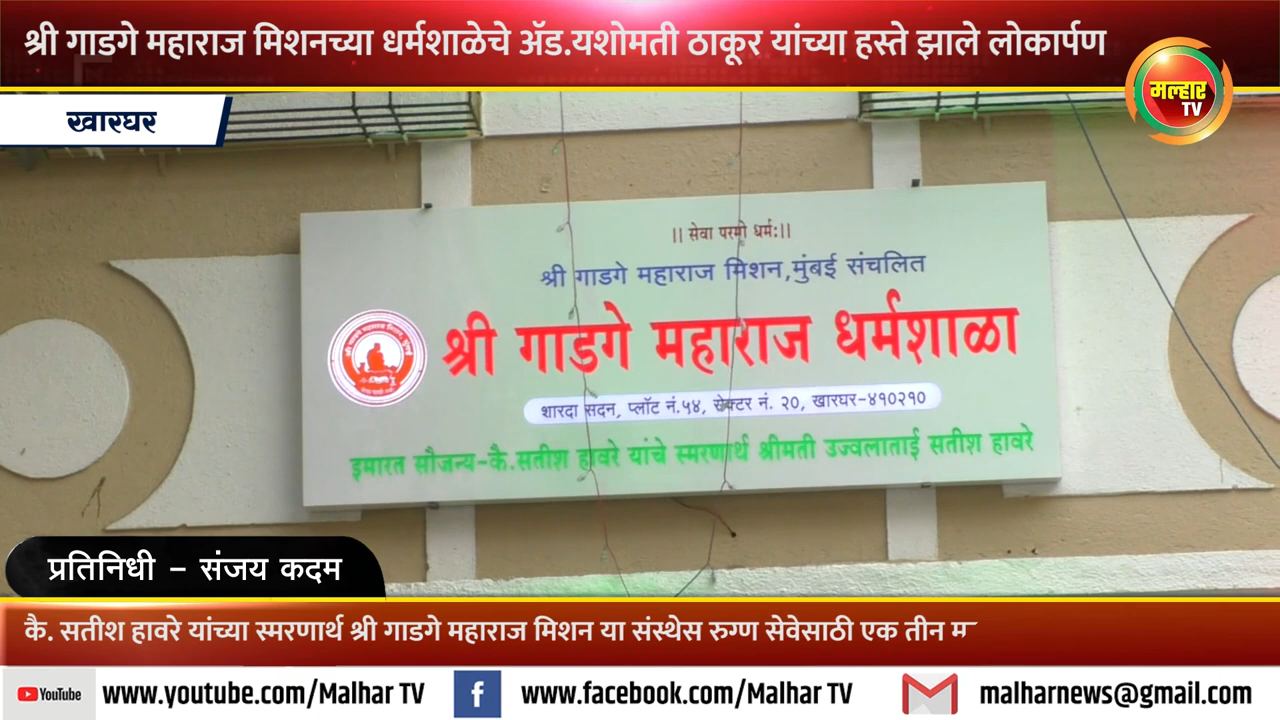 श्री गाडगे महाराज मिशनच्या धर्मशाळेचे ॲड.यशोमती ठाकूर यांच्या हस्ते झाले लोकार्पण
मल्हार
TV
खारघर
|| सेवा परमो धर्मः||
श्री गाडगे महाराज मिशन,मुंबई संचलित
श्री गाडगे महाराज धर्मशाळा
शारदा सदन, प्लॉट नं.५४, सेक्टर नं. २०, खारघर-४१०२१०
इमारत सौजन्य-कै.सतीश हावरे यांचे स्मरणार्थ श्रीमती उज्वलाताई सतीश हावरे
प्रतिनिधी – संजय कदम
कै. सतीश हावरे यांच्या स्मरणार्थ श्री गाडगे महाराज मिशन या संस्थेस रुग्ण सेवेसाठी एक तीन
YouTube www.youtube.com/Malhar TV f www.facebook.com/Malhar TV malharnews@gmail.com